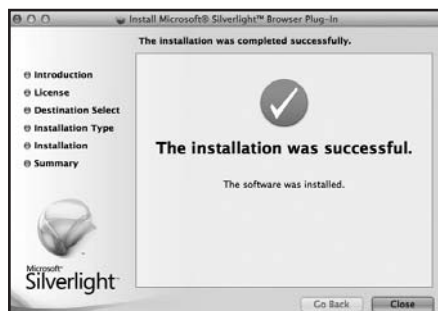 Install Microsoft® Silverlight™ Browser Plug-In
The installation was completed successfully.
Introduction
License
Destination Select
Installation Type
Installation
Summary
The installation was successful.
The software was installed.
Microsoft®
Silverlight™
Go Back
Close